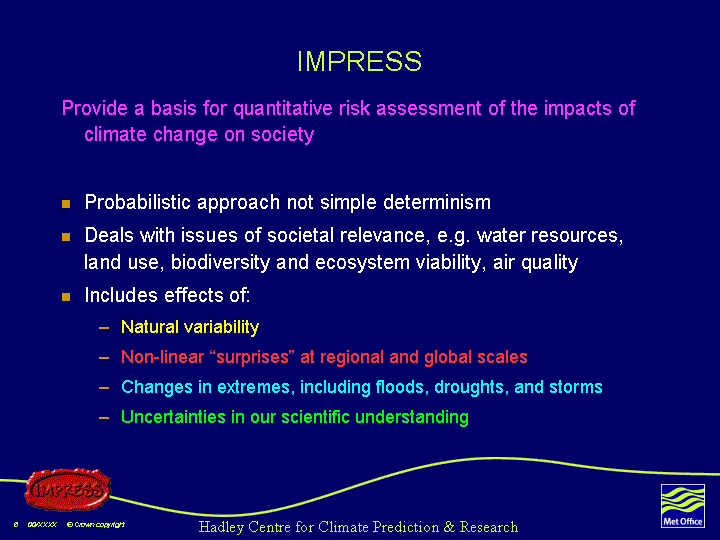 IMPRESS
Provide a basis for quantitative risk assessment of the impacts of
climate change on society
Probabilistic approach not simple determinism
Deals with issues of societal relevance, e.g. water resources,
land use, biodiversity and ecosystem viability, air quality
Includes effects of:
– Natural variability
– Non-linear “surprises” at regional and global scales
– Changes in extremes, including floods, droughts, and storms
– Uncertainties in our scientific understanding
IMPRESS
00/XXXX © Crown copyright
Hadley Centre for Climate Prediction & Research
Met Office